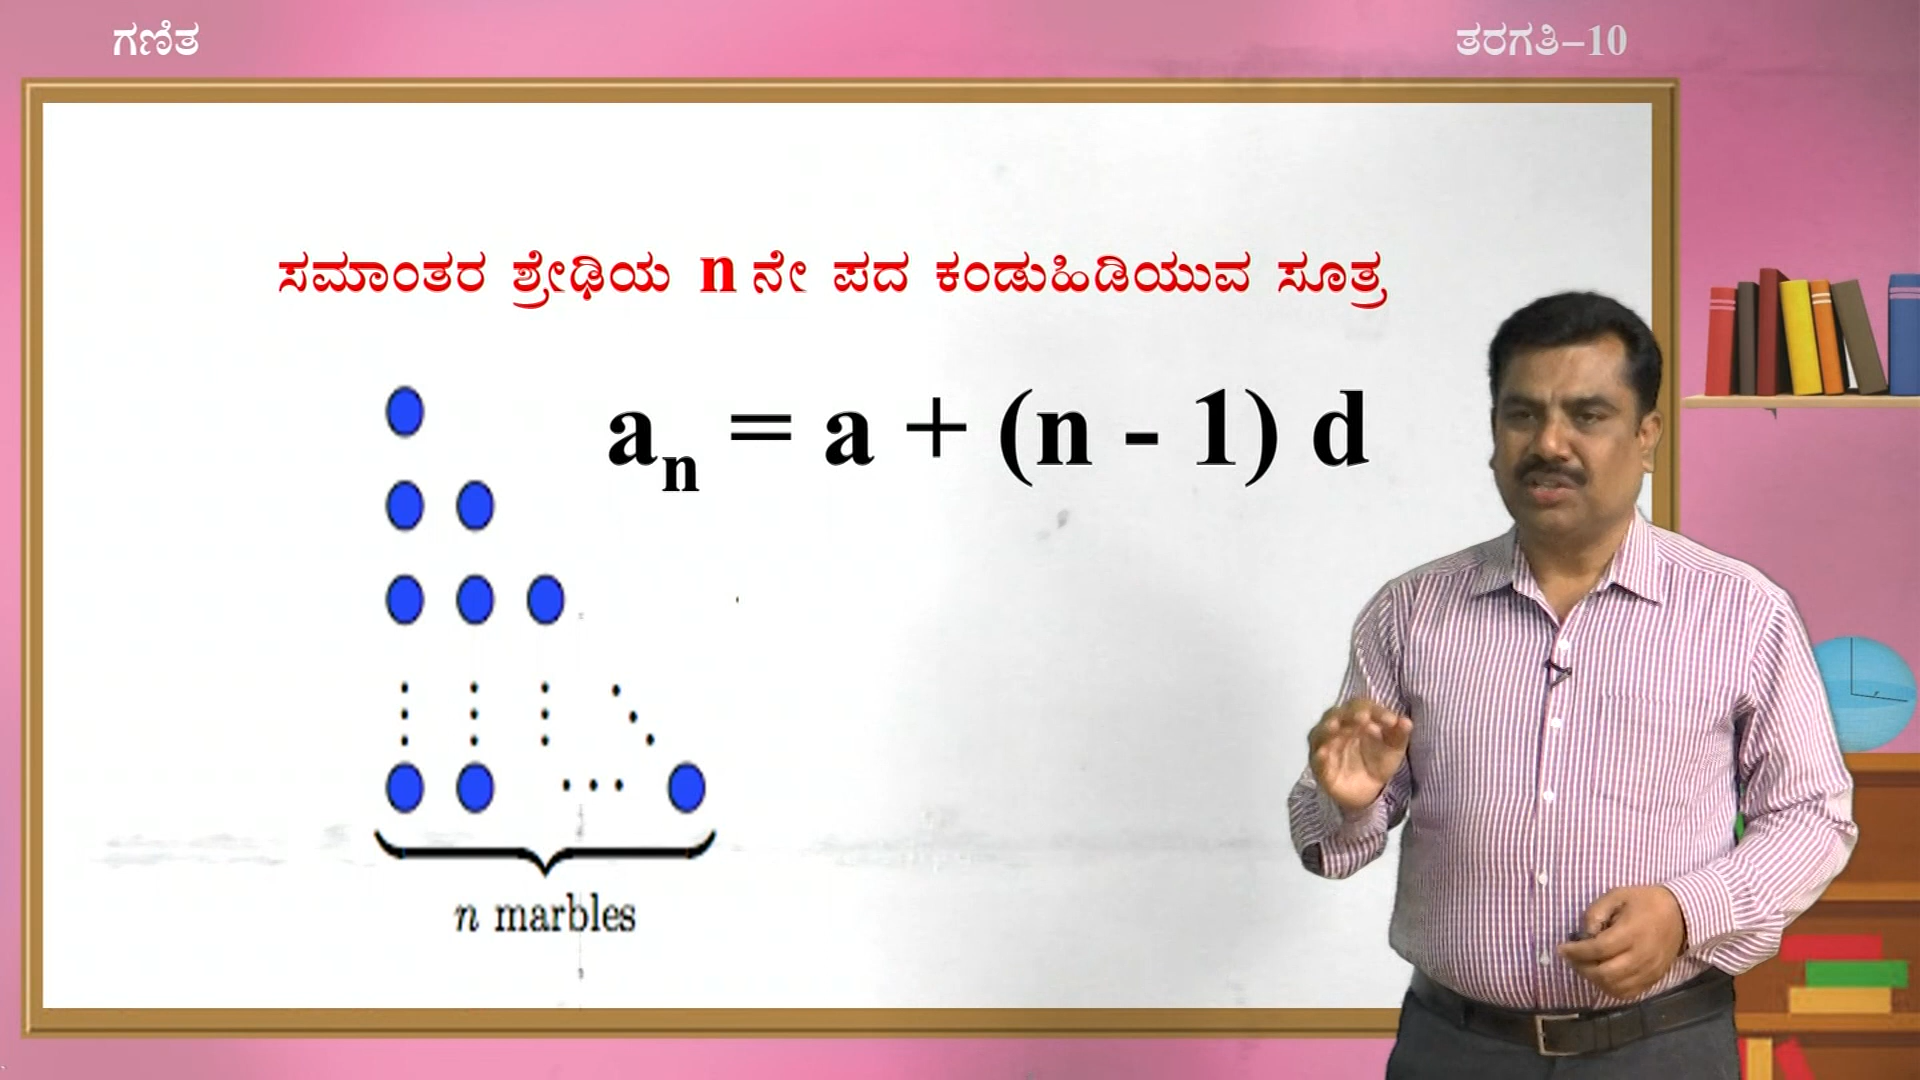 ಗಣಿತ
ತರಗತಿ–10
ಸಮಾಂತರ ಶ್ರೇಢಿಯ n ನೇ ಪದ ಕಂಡುಹಿಡಿಯುವ ಸೂತ್ರ
aₙ = a + (n - 1) d
n marbles